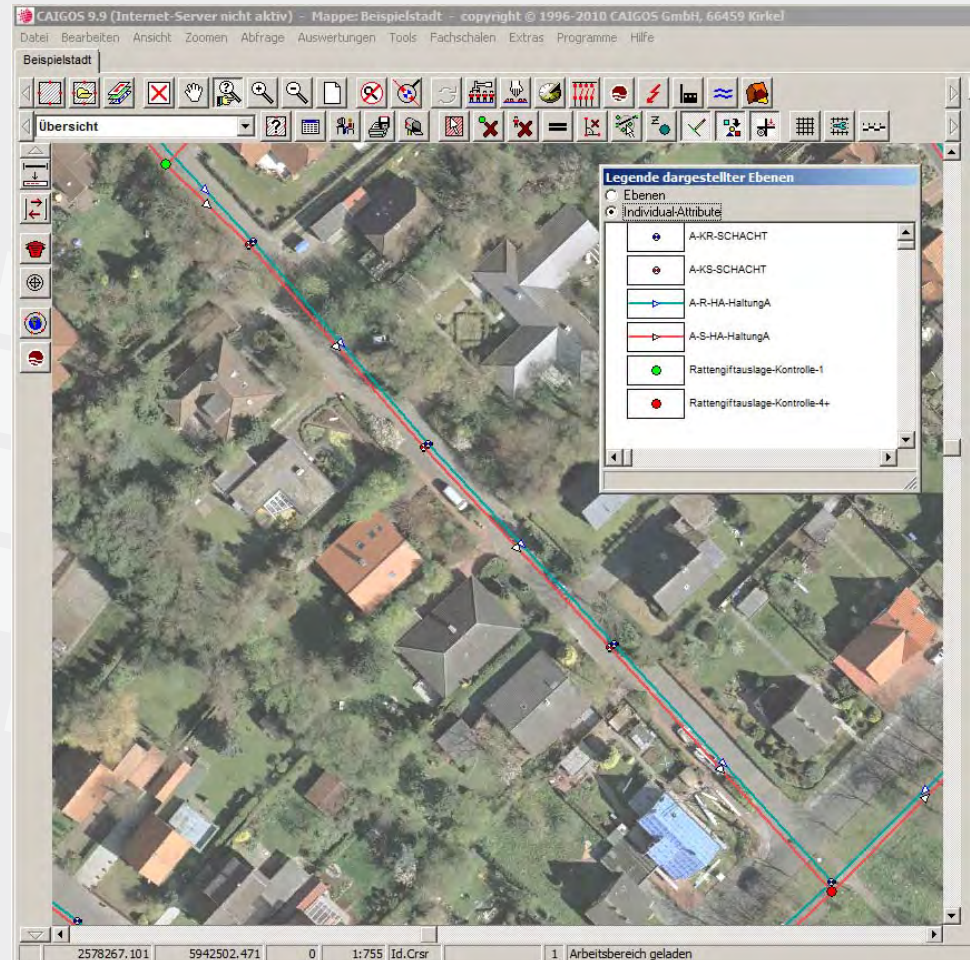 CAIGOS 9.9 (Internet-Server nicht aktiv) - Mappe: Beispielstadt - copyright © 1996-2010 CAIGOS GmbH, 66459 Kirkel
Datei Bearbeiten Ansicht Zoomen Abfrage Auswertungen Tools Fachschalen Extras Programme Hilfe
Beispielstadt
Übersicht
Legende dargestellter Ebenen
Ebenen
Individual-Attribute
A-KR-SCHACHT
A-KS-SCHACHT
A-R-HA-HaltungA
A-S-HA-HaltungA
Rattengiftauslage-Kontrolle-1
Rattengiftauslage-Kontrolle-4+
2578267.101 5942502.471 0 1:755 Id.Crsr 1 Arbeitsbereich geladen